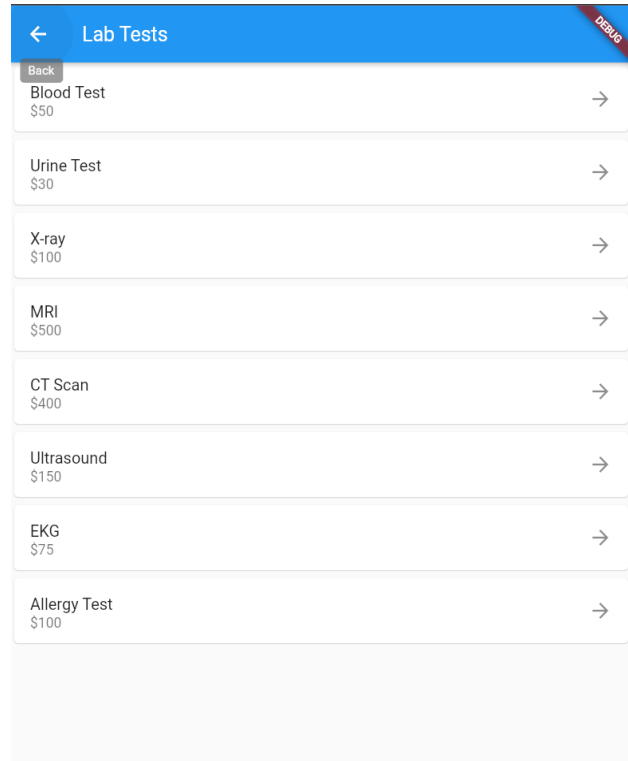 Lab Tests
DEBUG
Back
Blood Test
$50
Urine Test
$30
X-ray
$100
MRI
$500
CT Scan
$400
Ultrasound
$150
EKG
$75
Allergy Test
$100